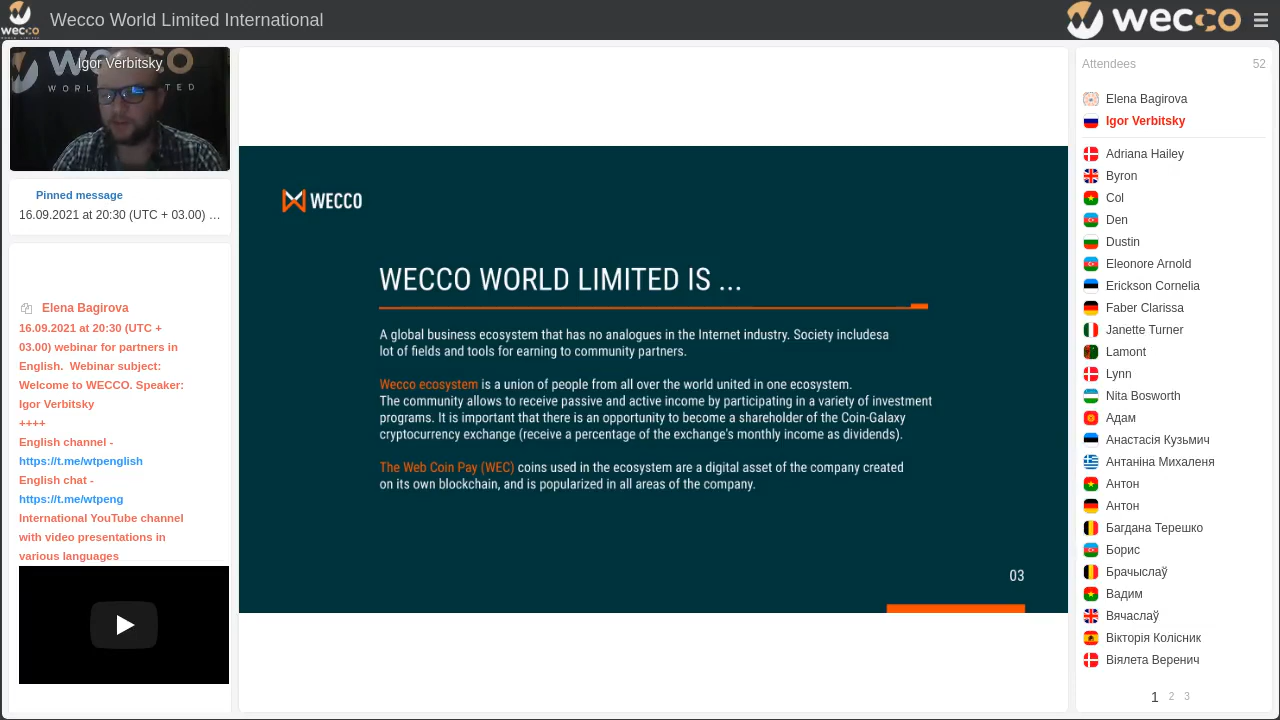 wecco
Wecco World Limited International
wecco
Igor Verbitsky
Pinned message
16.09.2021 at 20:30 (UTC + 03.00) ...
Elena Bagirova
16.09.2021 at 20:30 (UTC +
03.00) webinar for partners in
English.  Webinar subject:
Welcome to WECCO. Speaker:
Igor Verbitsky
++++
English channel -
https://t.me/wtpenglish
English chat -
https://t.me/wtpeng
International YouTube channel
with video presentations in
various languages
WECCO
WECCO WORLD LIMITED IS ...
A global business ecosystem that has no analogues in the Internet industry. Society includesa
lot of fields and tools for earning to community partners.
Wecco ecosystem is a union of people from all over the world united in one ecosystem.
The community allows to receive passive and active income by participating in a variety of investment
programs. It is important that there is an opportunity to become a shareholder of the Coin-Galaxy
cryptocurrency exchange (receive a percentage of the exchange's monthly income as dividends).
The Web Coin Pay (WEC) coins used in the ecosystem are a digital asset of the company created
on its own blockchain, and is popularized in all areas of the company.
03
Attendees 52
Elena Bagirova
Igor Verbitsky
Adriana Hailey
Byron
Col
Den
Dustin
Eleonore Arnold
Erickson Cornelia
Faber Clarissa
Janette Turner
Lamont
Lynn
Nita Bosworth
Адам
Анастасія Кузьмич
Антаніна Михаленя
Антон
Антон
Багдана Терешко
Борис
Брачыслаў
Вадим
Вячаслаў
Вікторія Колісник
Віялета Веренич
1 2 3